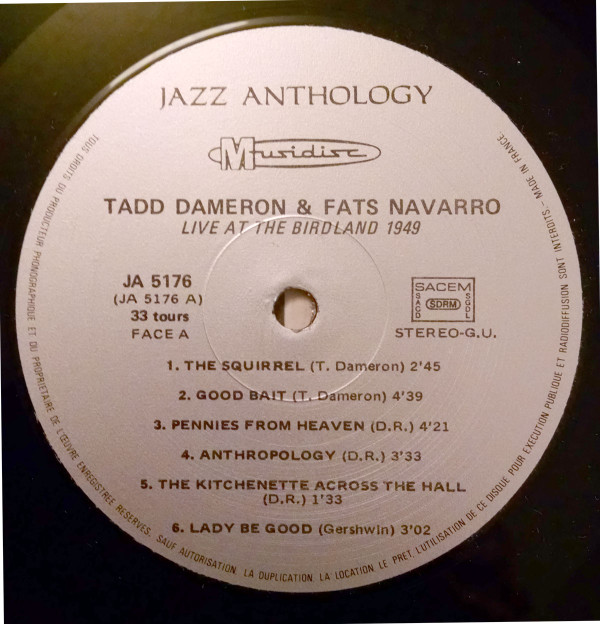 JAZZ ANTHOLOGY
Musidisc
TADD DAMERON & FATS NAVARRO
LIVE AT THE BIRDLAND 1949
JA 5176
(JA 5176 A)
33 tours
FACE A
SACEM
SACD
SDRM
SGDL
STEREO-G.U.
1. THE SQUIRREL (T. Dameron) 2'45
2. GOOD BAIT (T. Dameron) 4'39
3. PENNIES FROM HEAVEN (D.R.) 4'21
4. ANTHROPOLOGY (D.R.) 3'33
5. THE KITCHENETTE ACROSS THE HALL
(D.R.) 1'33
6. LADY BE GOOD (Gershwin) 3'02
TOUS DROITS DU PRODUCTEUR PHONOGRAPHIQUE ET DU PROPRIETAIRE DE L'ŒUVRE ENREGISTREE RESERVES. SAUF AUTORISATION, LA DUPLICATION, LA LOCATION, LE PRET, L'UTILISATION DE CE DISQUE POUR EXECUTION PUBLIQUE ET RADIODIFFUSION SONT INTERDITS. - MADE IN FRANCE.